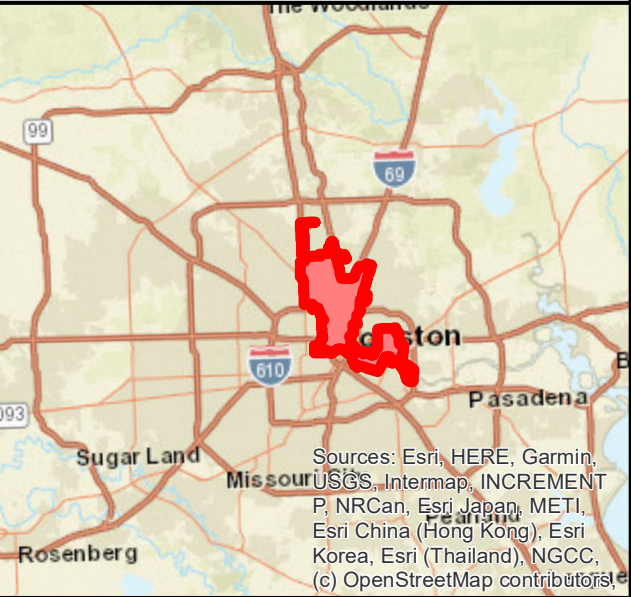 The Woodlands
99
69
ston
610
B
Pasadena
093
Sugar Land
Missouri City
Sources: Esri, HERE, Garmin,
USGS, Intermap, INCREMENT
P, NRCan, Esri Japan, METI,
Pearland
Esri China (Hong Kong), Esri
Korea, Esri (Thailand), NGCC,
Rosenberg
(c) OpenStreetMap contributors,